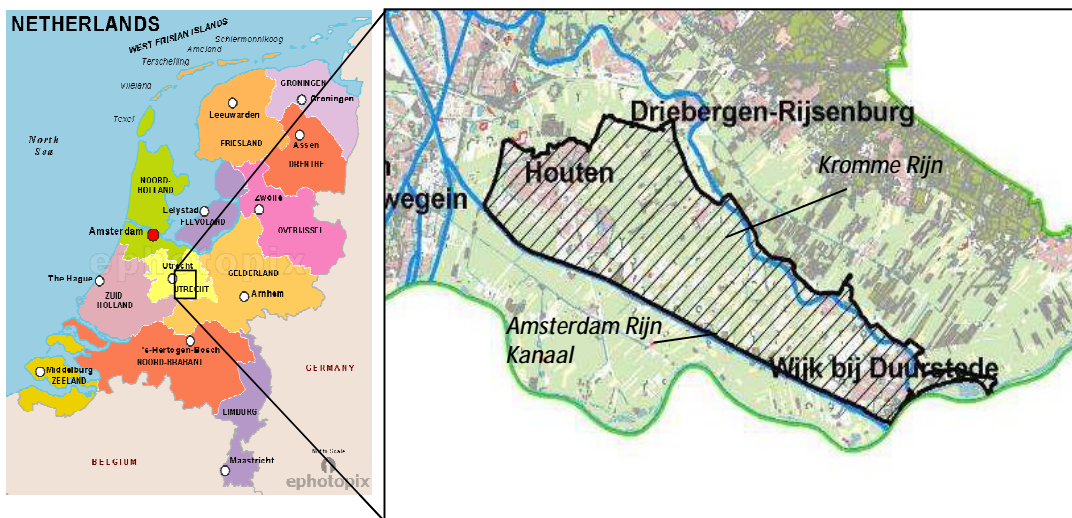 NETHERLANDS
WEST FRISIAN ISLANDS
Schiermonnikoog
Ameland
Terschelling
Vlieland
Texel
North
Sea
GRONINGEN
Groningen
Leeuwarden
FRIESLAND
Assen
DRENTHE
NOORD-
HOLLAND
Lelystad
FLEVOLAND
Zwolle
OVERIJSSEL
Amsterdam
ephotopix
Utrecht
UTRECHT
GELDERLAND
The Hague
ZUID
HOLLAND
Arnhem
's-Hertogen-Bosch
NOORD-BRABANT
Middelburg
ZEELAND
GERMANY
LIMBURG
BELGIUM
Maastricht
ephotopix
Driebergen-Rijsenburg
Kromme Rijn
Houten
n
wegein
Amsterdam Rijn
Kanaal
Wijk bij Duurstede